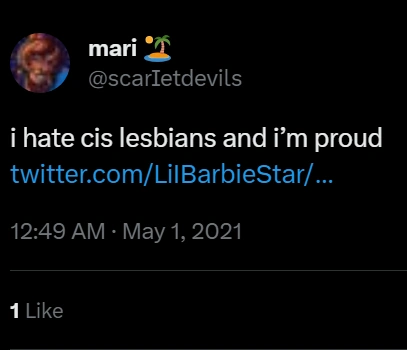 mari 🏝️
@scarIetdevils
i hate cis lesbians and i'm proud
twitter.com/LilBarbieStar/...
12:49 AM · May 1, 2021
1 Like